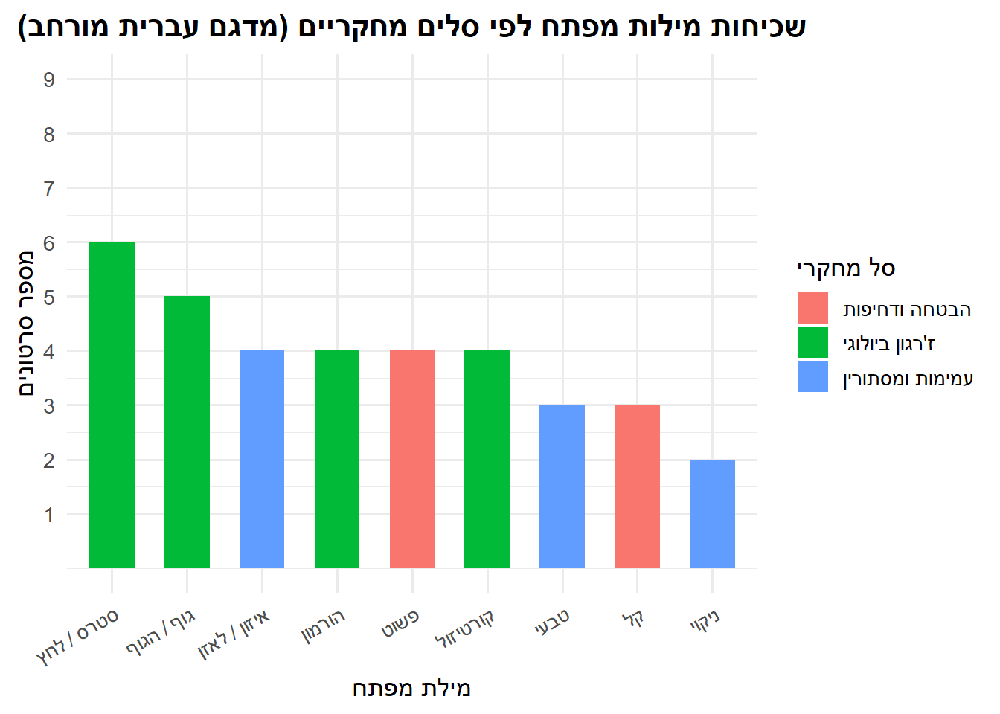 שכיחות מילות מפתח לפי סלים מחקריים (מדגם עברית מורחב)
מספר סרטונים
9
8
7
6
5
4
3
2
1
סטרס / לחץ
גוף / הגוף
איזון / לאזן
הורמון
פשוט
קורטיזול
טבעי
קל
ניקוי
מילת מפתח
סל מחקרי
הבטחה ודחיפות
ז'רגון ביולוגי
עמימות ומסתורין